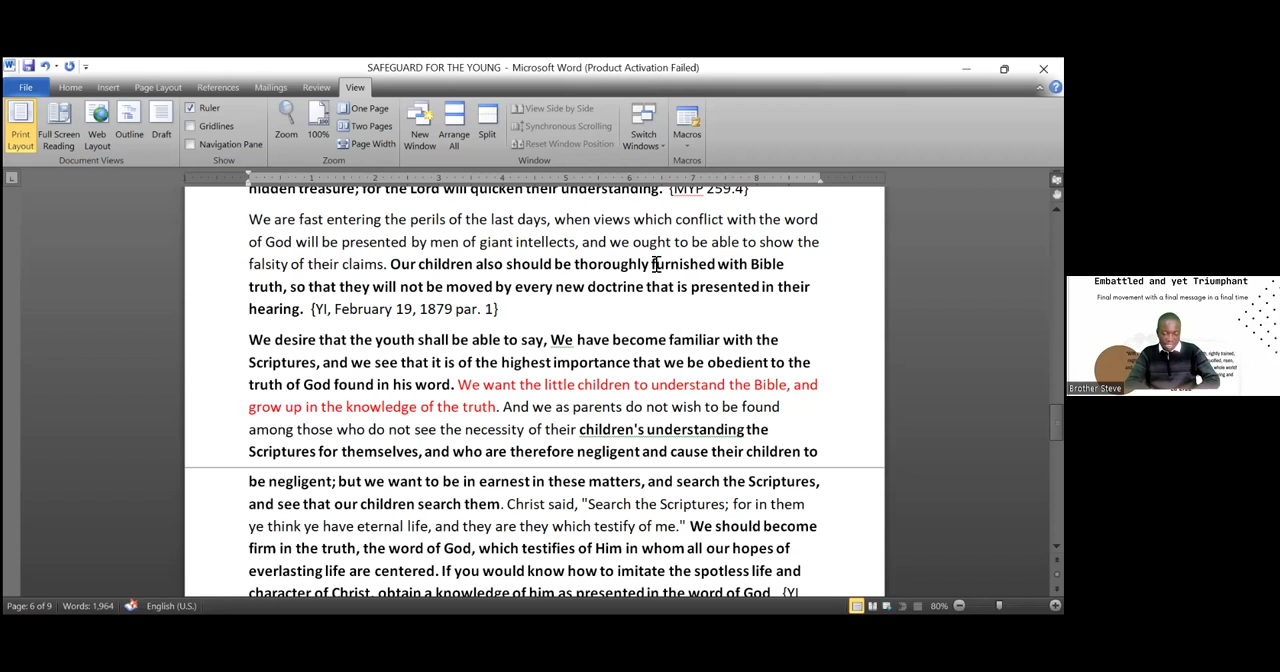 SAFEGUARD FOR THE YOUNG - Microsoft Word (Product Activation Failed)
File Home Insert Page Layout References Mailings Review View
Print Layout
Full Screen Reading
Web Layout
Outline
Draft
Document Views
Ruler
Gridlines
Navigation Pane
Show
Zoom
100%
One Page
Two Pages
Page Width
Zoom
New Window
Arrange All
Split
View Side by Side
Synchronous Scrolling
Reset Window Position
Window
Switch Windows
Macros
Macros
1 1 2 3 4 5 6 7 8
hidden treasure; for the Lord will quicken their understanding. {MYP 259.4}
We are fast entering the perils of the last days, when views which conflict with the word
of God will be presented by men of giant intellects, and we ought to be able to show the
falsity of their claims. Our children also should be thoroughly furnished with Bible
truth, so that they will not be moved by every new doctrine that is presented in their
hearing. {YI, February 19, 1879 par. 1}
We desire that the youth shall be able to say, We have become familiar with the
Scriptures, and we see that it is of the highest importance that we be obedient to the
truth of God found in his word. We want the little children to understand the Bible, and
grow up in the knowledge of the truth. And we as parents do not wish to be found
among those who do not see the necessity of their children's understanding the
Scriptures for themselves, and who are therefore negligent and cause their children to
be negligent; but we want to be in earnest in these matters, and search the Scriptures,
and see that our children search them. Christ said, "Search the Scriptures; for in them
ye think ye have eternal life, and they are they which testify of me." We should become
firm in the truth, the word of God, which testifies of Him in whom all our hopes of
everlasting life are centered. If you would know how to imitate the spotless life and
character of Christ, obtain a knowledge of him as presented in the word of God. {YI,
Page: 6 of 9 Words: 1,964 English (U.S.) 80%
Embattled and yet Triumphant
Final movement with a final message in a final time
Brother Steve